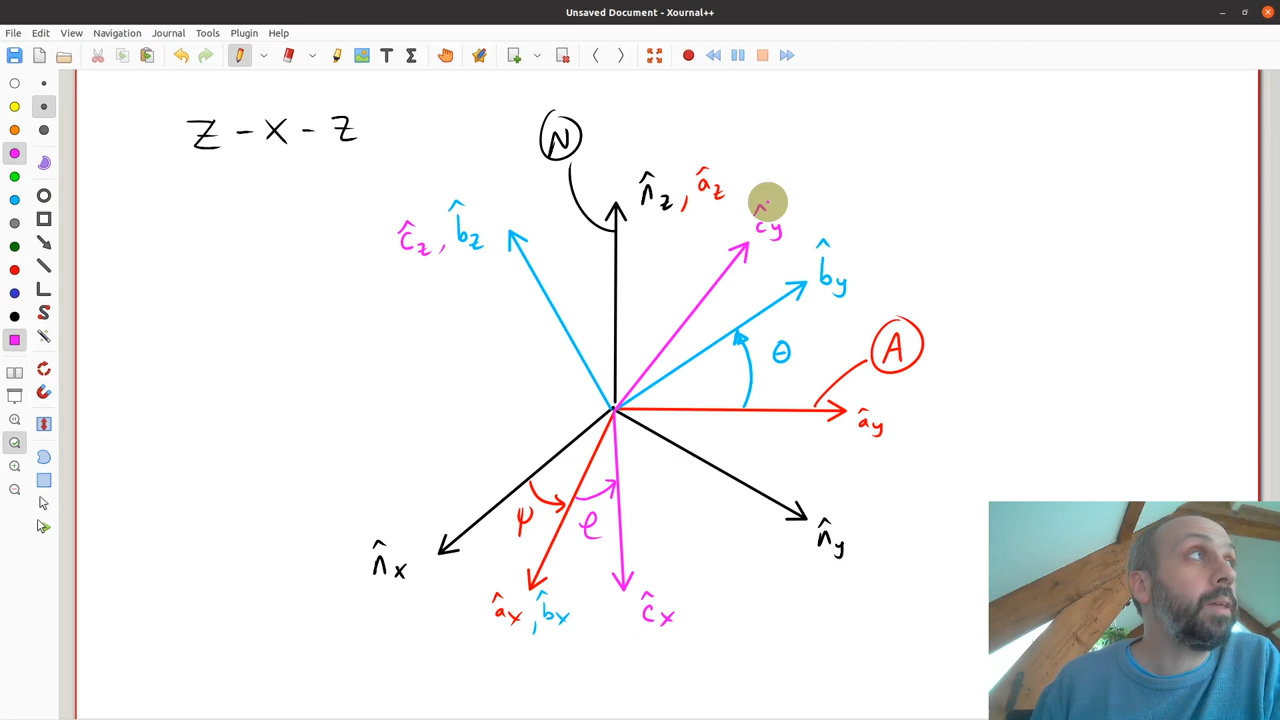 Unsaved Document - Xournal++
File Edit View Navigation Journal Tools Plugin Help
Z - X - Z
N
n̂z, âz
ĉy
ĉz, b̂z
b̂y
θ
A
ây
ψ
φ
n̂y
n̂x
âx, b̂x
ĉx